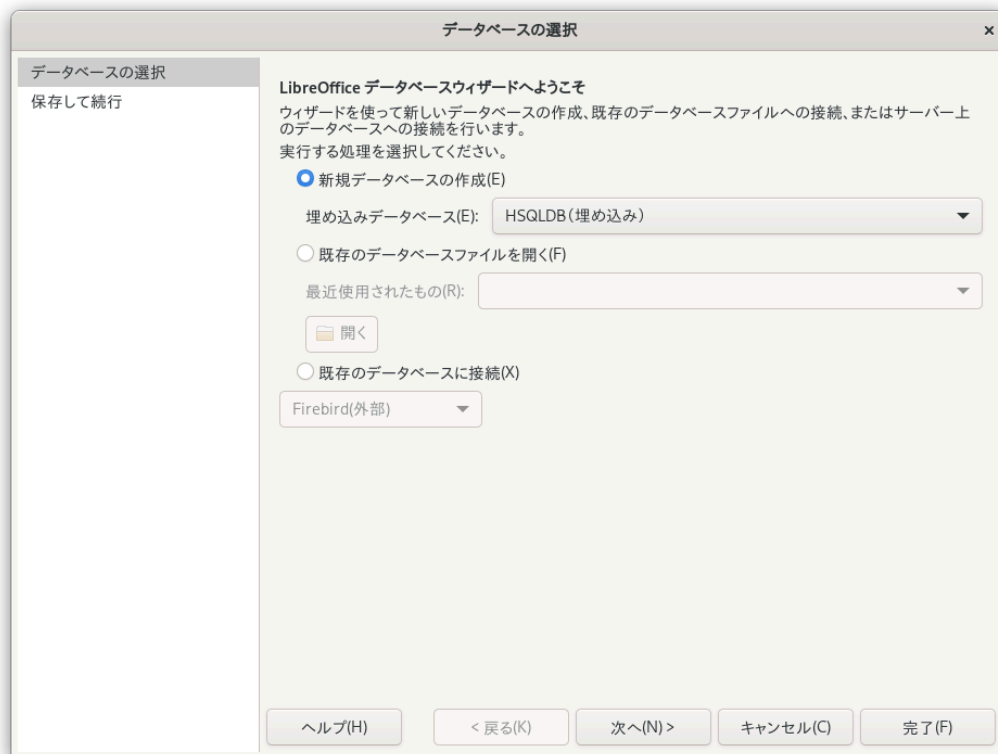 データベースの選択
×
データベースの選択
保存して続行
LibreOffice データベースウィザードへようこそ
ウィザードを使って新しいデータベースの作成、既存のデータベースファイルへの接続、またはサーバー上
のデータベースへの接続を行います。
実行する処理を選択してください。
新規データベースの作成(E)
埋め込みデータベース(E): HSQLDB（埋め込み）
既存のデータベースファイルを開く(F)
最近使用されたもの(R):
開く
既存のデータベースに接続(X)
Firebird(外部)
ヘルプ(H) < 戻る(K) 次へ(N) > キャンセル(C) 完了(F)